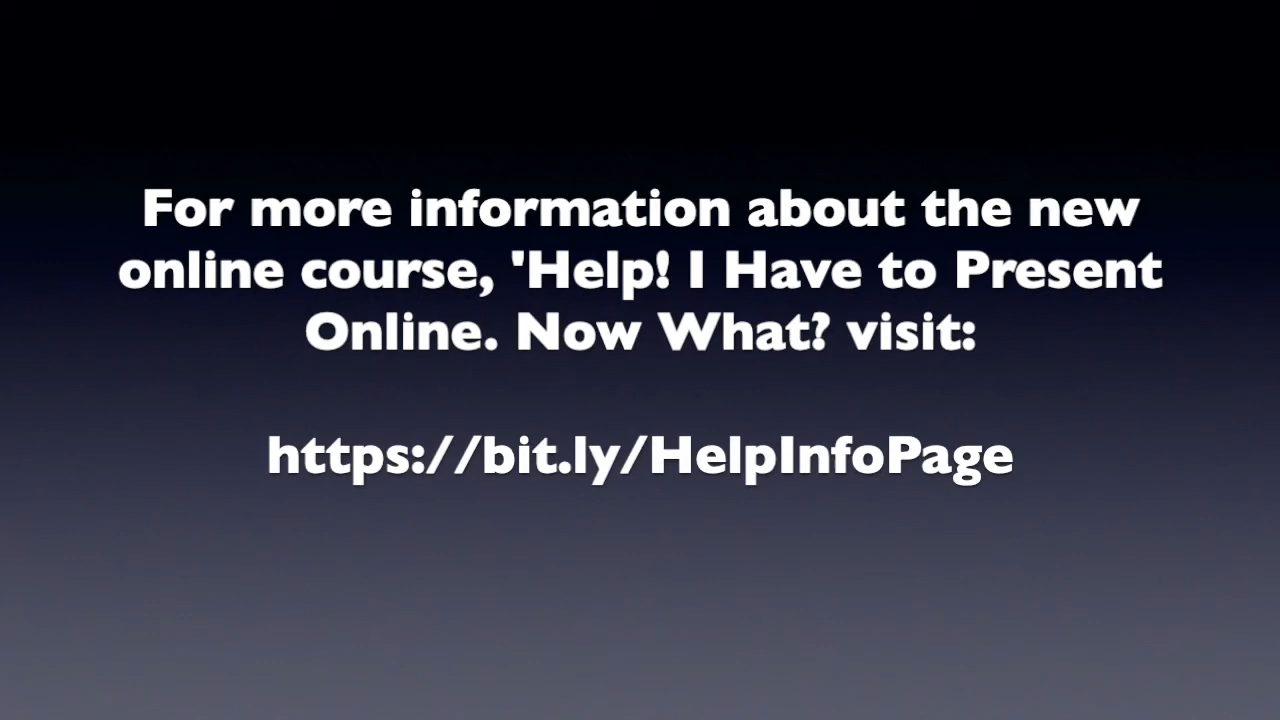 For more information about the new
online course, 'Help! I Have to Present
Online. Now What? visit:
https://bit.ly/HelpInfoPage